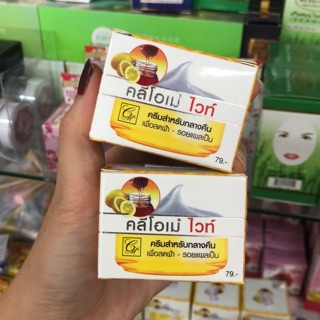 คลีโอเม่ ไวท์
ครีมสำหรับกลางคืน
เพื่อลดฝ้า - รอยแผลเป็น
79.-
คลีโอเม่ ไวท์
ครีมสำหรับกลางคืน
เพื่อลดฝ้า - รอยแผลเป็น
79.-